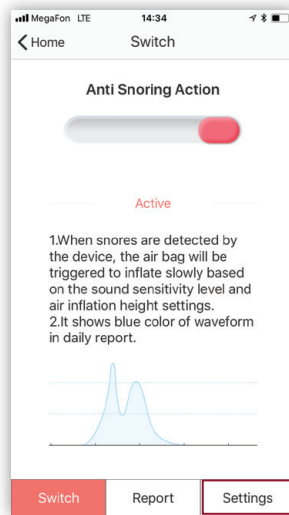 MegaFon LTE 14:34
Home Switch
Anti Snoring Action
Active
1.When snores are detected by
the device, the air bag will be
triggered to inflate slowly based
on the sound sensitivity level and
air inflation height settings.
2.It shows blue color of waveform
in daily report.
Switch Report Settings